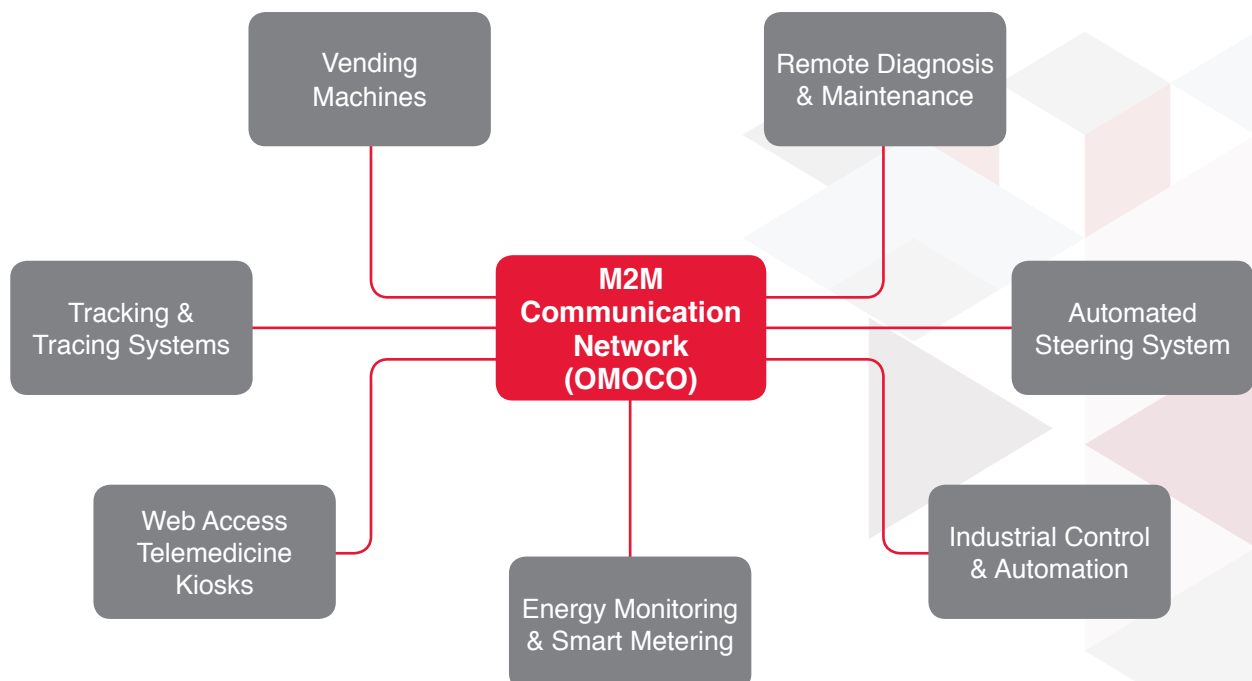 Vending
Machines
Remote Diagnosis
& Maintenance
M2M
Communication
Network
(OMOCO)
Tracking &
Tracing Systems
Automated
Steering System
Web Access
Telemedicine
Kiosks
Energy Monitoring
& Smart Metering
Industrial Control
& Automation